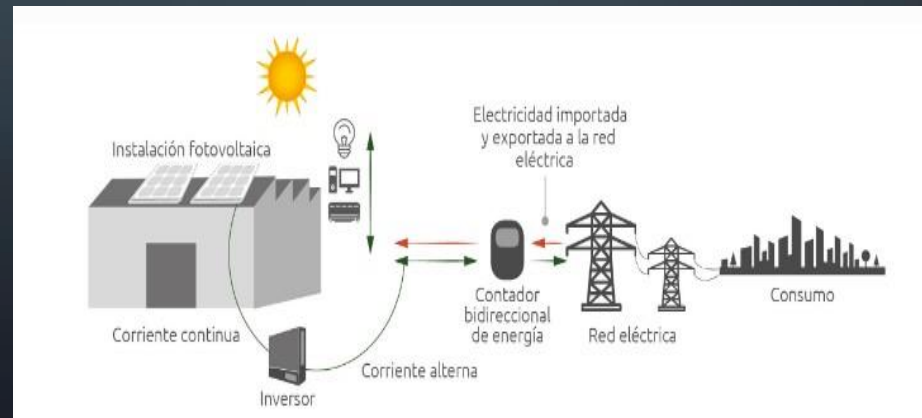 Instalación fotovoltaica
Electricidad importada
y exportada a la red
eléctrica
Corriente continua
Inversor
Corriente alterna
Contador
bidireccional
de energía
Red eléctrica
Consumo